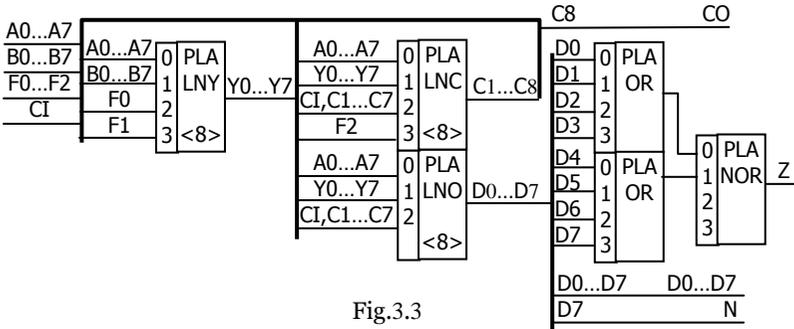 C8 CO
A0...A7
B0...B7
F0...F2
CI
A0...A7
B0...B7
F0
F1
0 PLA
1 LNY
2
3 <8>
Y0...Y7
A0...A7
Y0...Y7
CI,C1...C7
F2
0 PLA
1 LNC
2
3 <8>
C1...C8
A0...A7
Y0...Y7
CI,C1...C7
0 PLA
1 LNO
2
<8>
D0...D7
D0
D1
D2
D3
0 PLA
1 OR
2
3
D4
D5
D6
D7
0 PLA
1 OR
2
3
0 PLA
1 NOR
2
3
Z
D0...D7 D0...D7
D7 N
Fig.3.3